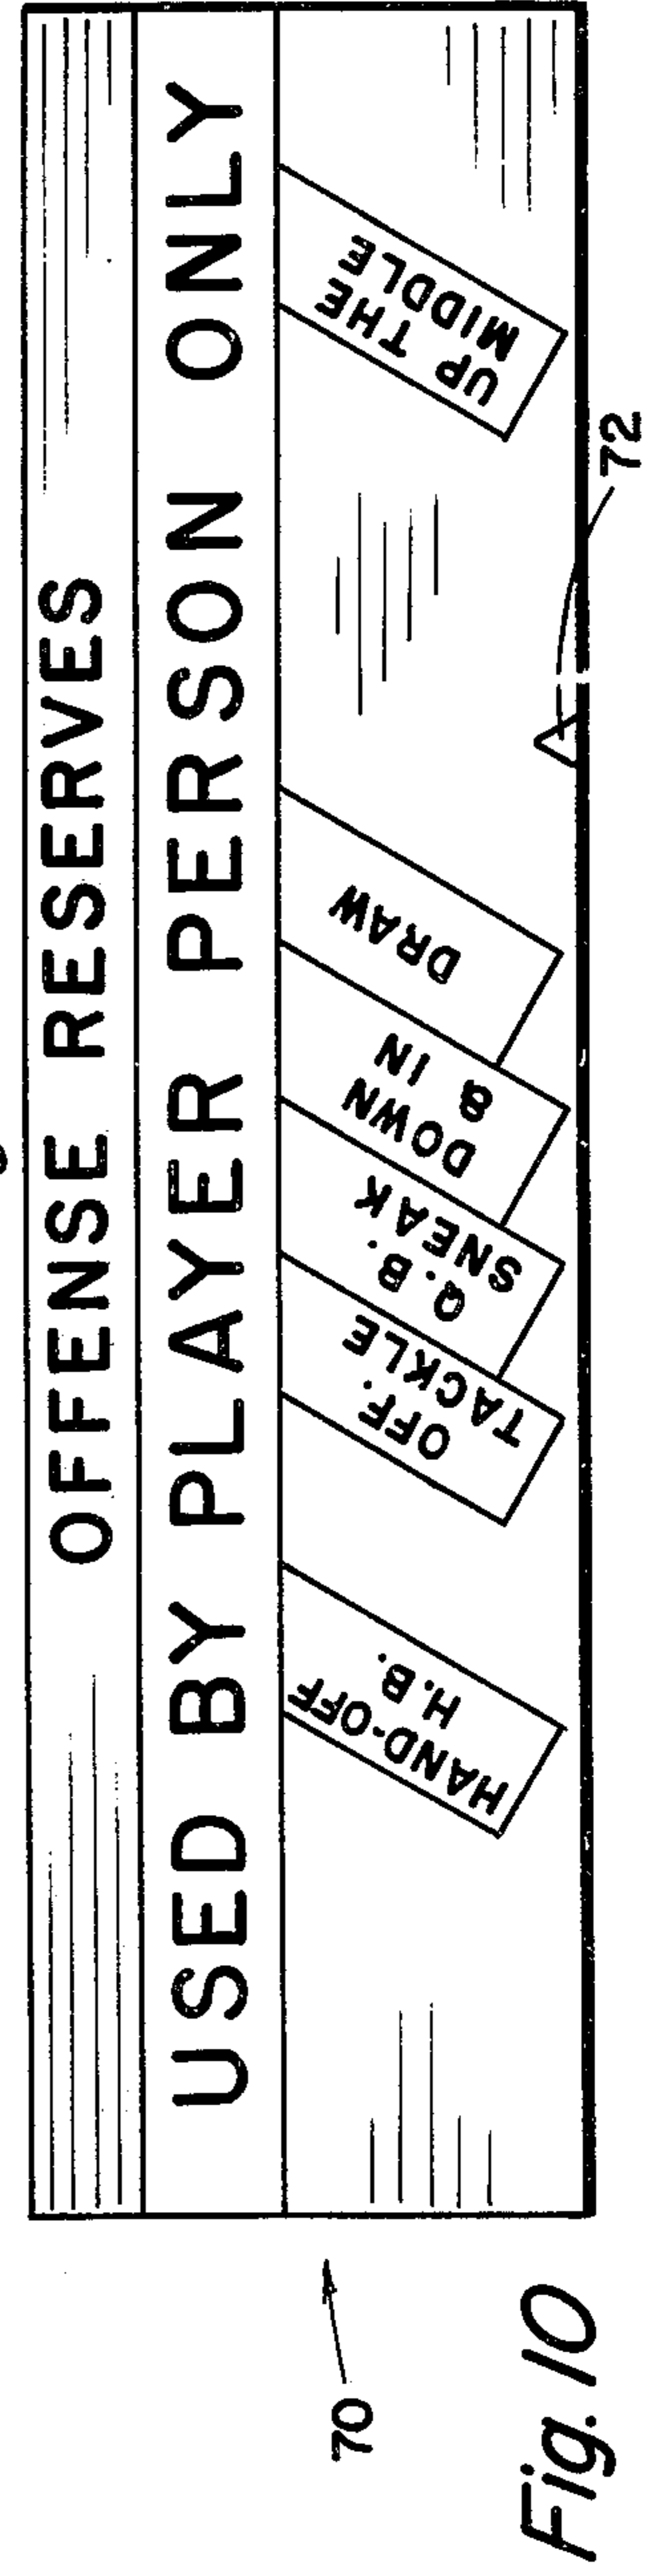 OFFENSE RESERVES
USED BY PLAYER PERSON ONLY
HAND-OFF
H.B.
OFF.
TACKLE
Q.B.
SNEAK
DOWN
& IN
DRAW
UP THE
MIDDLE
72
70
Fig. 10